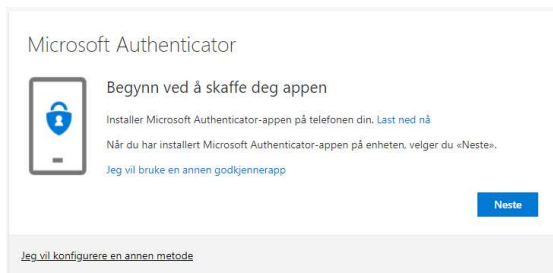 Microsoft Authenticator
Begynn ved å skaffe deg appen
Installer Microsoft Authenticator-appen på telefonen din. Last ned nå
Når du har installert Microsoft Authenticator-appen på enheten, velger du «Neste».
Jeg vil bruke en annen godkjennerapp
Neste
Jeg vil konfigurere en annen metode